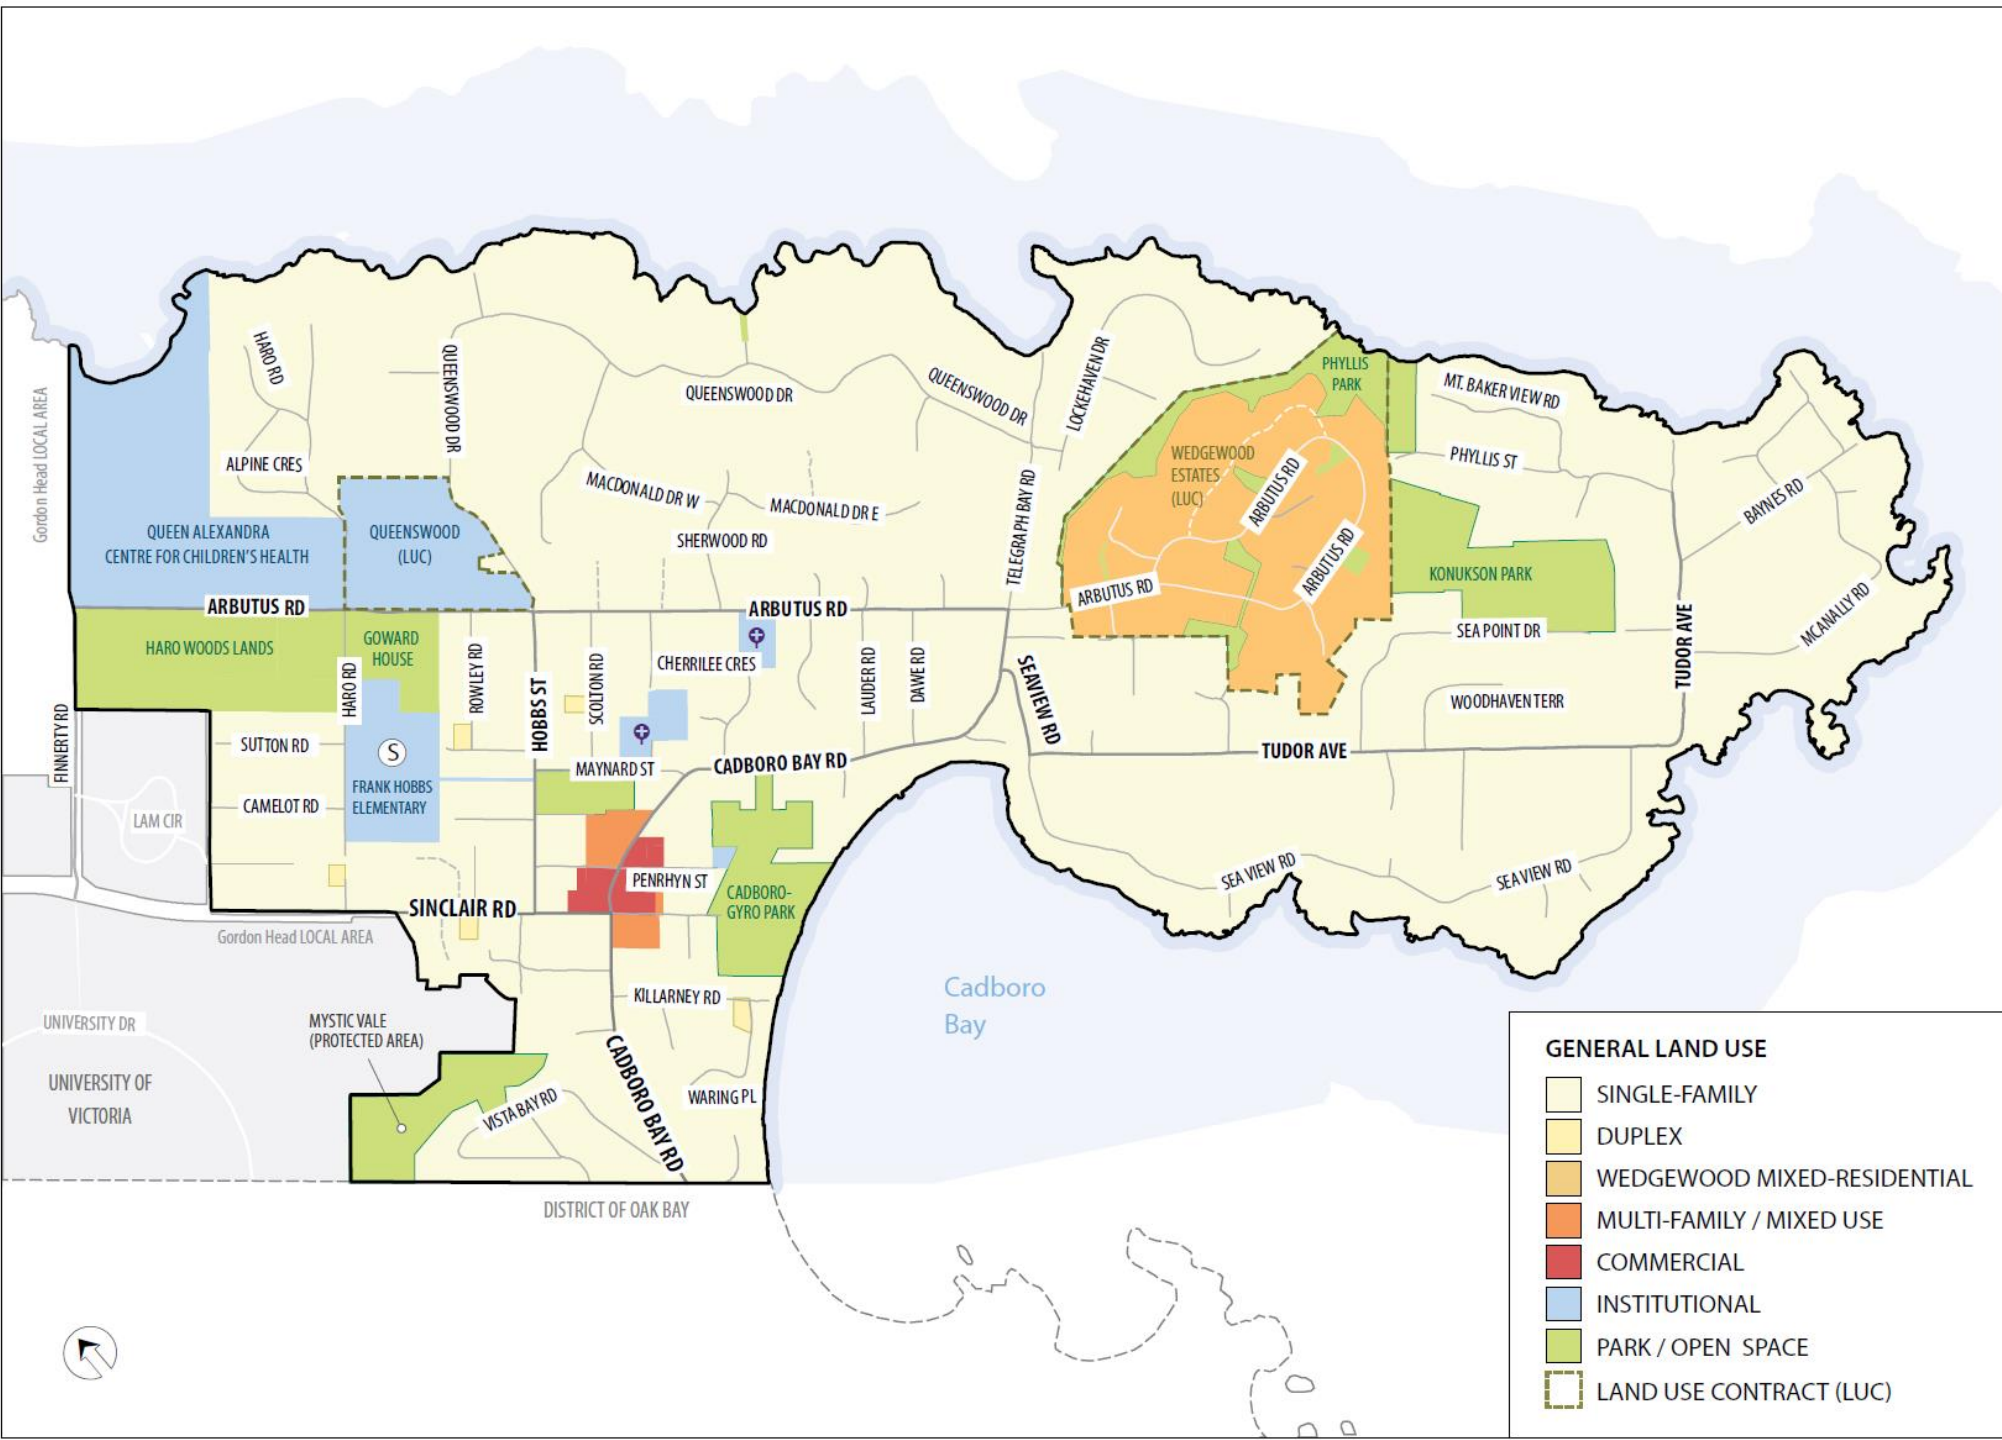 HARO RD
QUEENSWOOD DR
QUEENSWOOD DR
QUEENSWOOD DR
LOCKEHAVEN DR
PHYLLIS
PARK
MT. BAKER VIEW RD
Gordon Head LOCAL AREA
ALPINE CRES
MACDONALD DR W
MACDONALD DR E
TELEGRAPH BAY RD
WEDGEWOOD
ESTATES
(LUC)
ARBUTUS RD
PHYLLIS ST
BAYNES RD
QUEEN ALEXANDRA
CENTRE FOR CHILDREN'S HEALTH
QUEENSWOOD
(LUC)
SHERWOOD RD
ARBUTUS RD
ARBUTUS RD
KONUKSON PARK
ARBUTUS RD
ARBUTUS RD
MCANALLY RD
HARO WOODS LANDS
GOWARD
HOUSE
CHERRILEE CRES
SEA POINT DR
TUDOR AVE
HARO RD
ROWLEY RD
HOBBS ST
SCOLTON RD
LAUDER RD
DAWE RD
SEAVIEW RD
WOODHAVEN TERR
FINNERTY RD
SUTTON RD
S
MAYNARD ST
CADBORO BAY RD
TUDOR AVE
FRANK HOBBS
ELEMENTARY
CAMELOT RD
LAM CIR
PENRHYN ST
CADBORO-
GYRO PARK
SEA VIEW RD
SEA VIEW RD
SINCLAIR RD
Gordon Head LOCAL AREA
KILLARNEY RD
Cadboro
Bay
UNIVERSITY DR
MYSTIC VALE
(PROTECTED AREA)
UNIVERSITY OF
VICTORIA
VISTA BAY RD
CADBORO BAY RD
WARING PL
DISTRICT OF OAK BAY
GENERAL LAND USE
SINGLE-FAMILY
DUPLEX
WEDGEWOOD MIXED-RESIDENTIAL
MULTI-FAMILY / MIXED USE
COMMERCIAL
INSTITUTIONAL
PARK / OPEN SPACE
LAND USE CONTRACT (LUC)